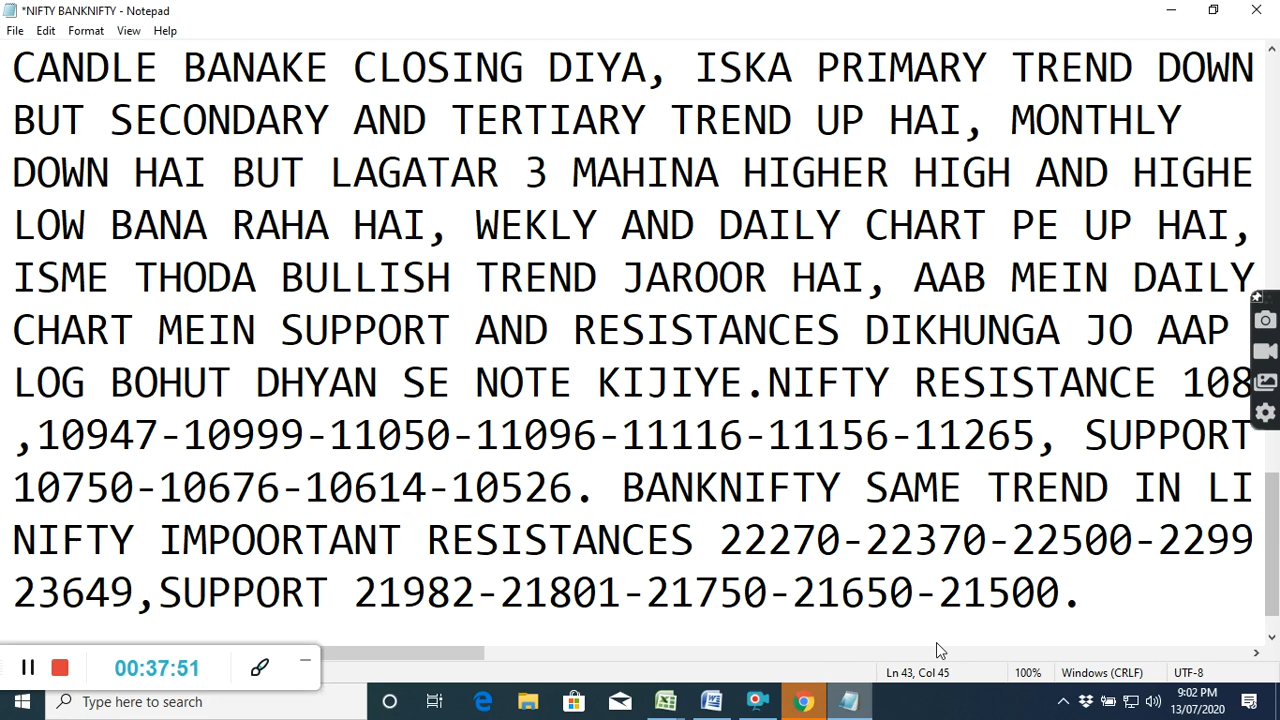 *NIFTY BANKNIFTY - Notepad
File Edit Format View Help
CANDLE BANAKE CLOSING DIYA, ISKA PRIMARY TREND DOWN
BUT SECONDARY AND TERTIARY TREND UP HAI, MONTHLY
DOWN HAI BUT LAGATAR 3 MAHINA HIGHER HIGH AND HIGHE
LOW BANA RAHA HAI, WEKLY AND DAILY CHART PE UP HAI,
ISME THODA BULLISH TREND JAROOR HAI, AAB MEIN DAILY
CHART MEIN SUPPORT AND RESISTANCES DIKHUNGA JO AAP
LOG BOHUT DHYAN SE NOTE KIJIYE.NIFTY RESISTANCE 108
,10947-10999-11050-11096-11116-11156-11265, SUPPORT
10750-10676-10614-10526. BANKNIFTY SAME TREND IN LI
NIFTY IMPOORTANT RESISTANCES 22270-22370-22500-2299
23649,SUPPORT 21982-21801-21750-21650-21500.
00:37:51
Ln 43, Col 45 100% Windows (CRLF) UTF-8
Type here to search
9:02 PM
13/07/2020